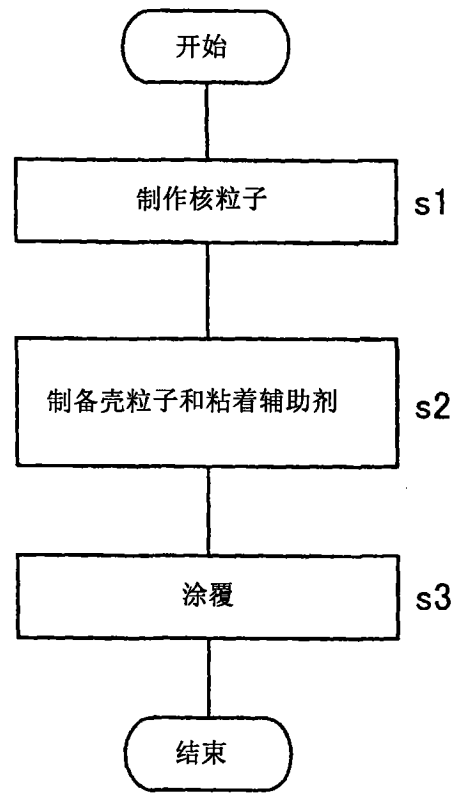 开始
制作核粒子
s1
制备壳粒子和粘着辅助剂
s2
涂覆
s3
结束